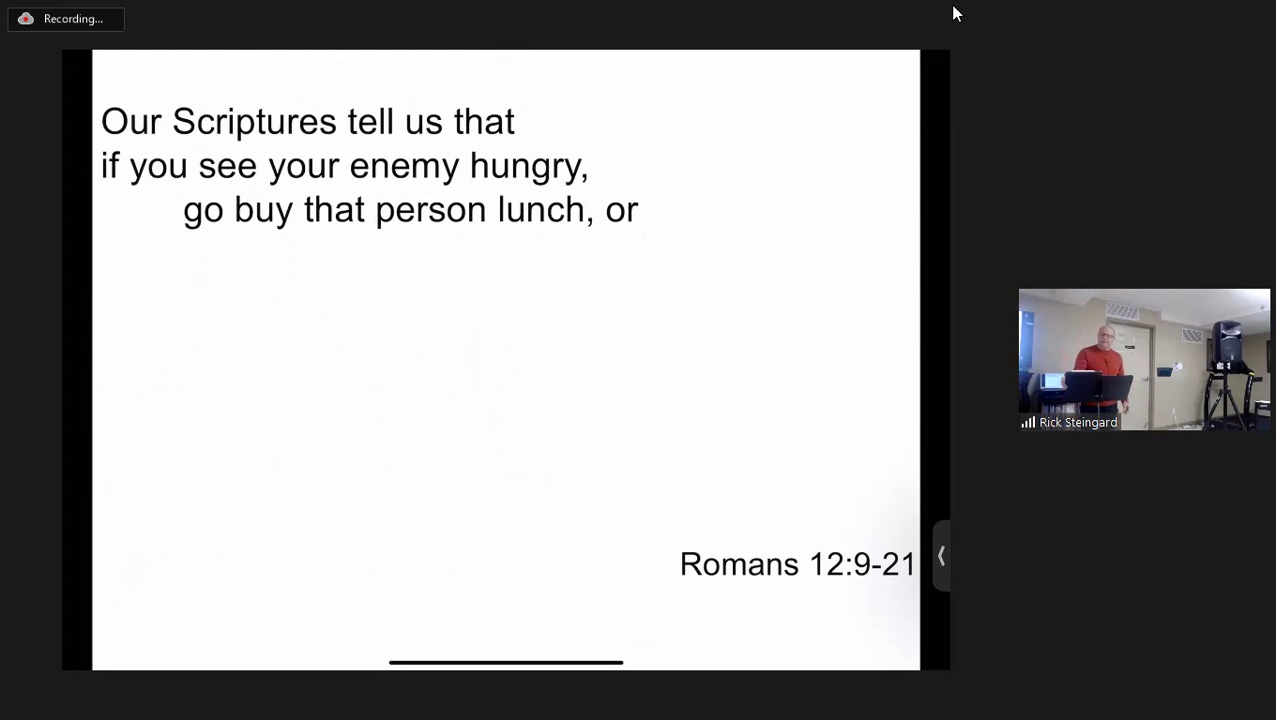 Recording...
Our Scriptures tell us that
if you see your enemy hungry,
go buy that person lunch, or
Rick Steingard
Romans 12:9-21